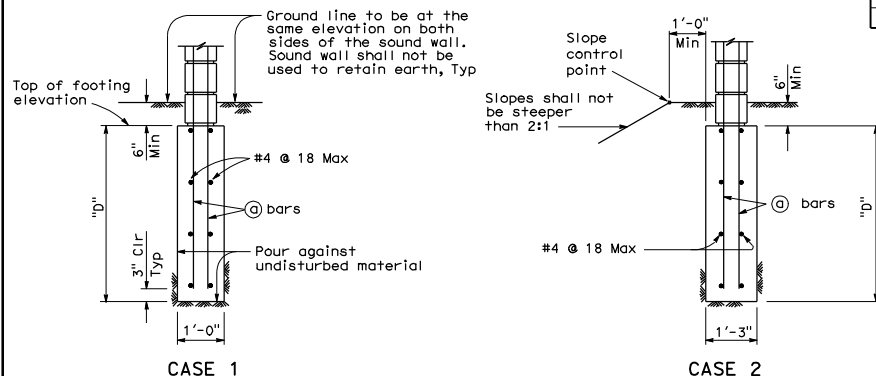 Ground line to be at the
same elevation on both
sides of the sound wall.
Sound wall shall not be
used to retain earth, Typ
Top of footing
elevation
6"
Min
#4 @ 18 Max
"D"
a bars
3" Clr
Typ
Pour against
undisturbed material
1'-0"
CASE 1
1'-0"
Min
Slope
control
point
6"
Min
Slopes shall not
be steeper
than 2:1
a bars
"D"
#4 @ 18 Max
1'-3"
CASE 2